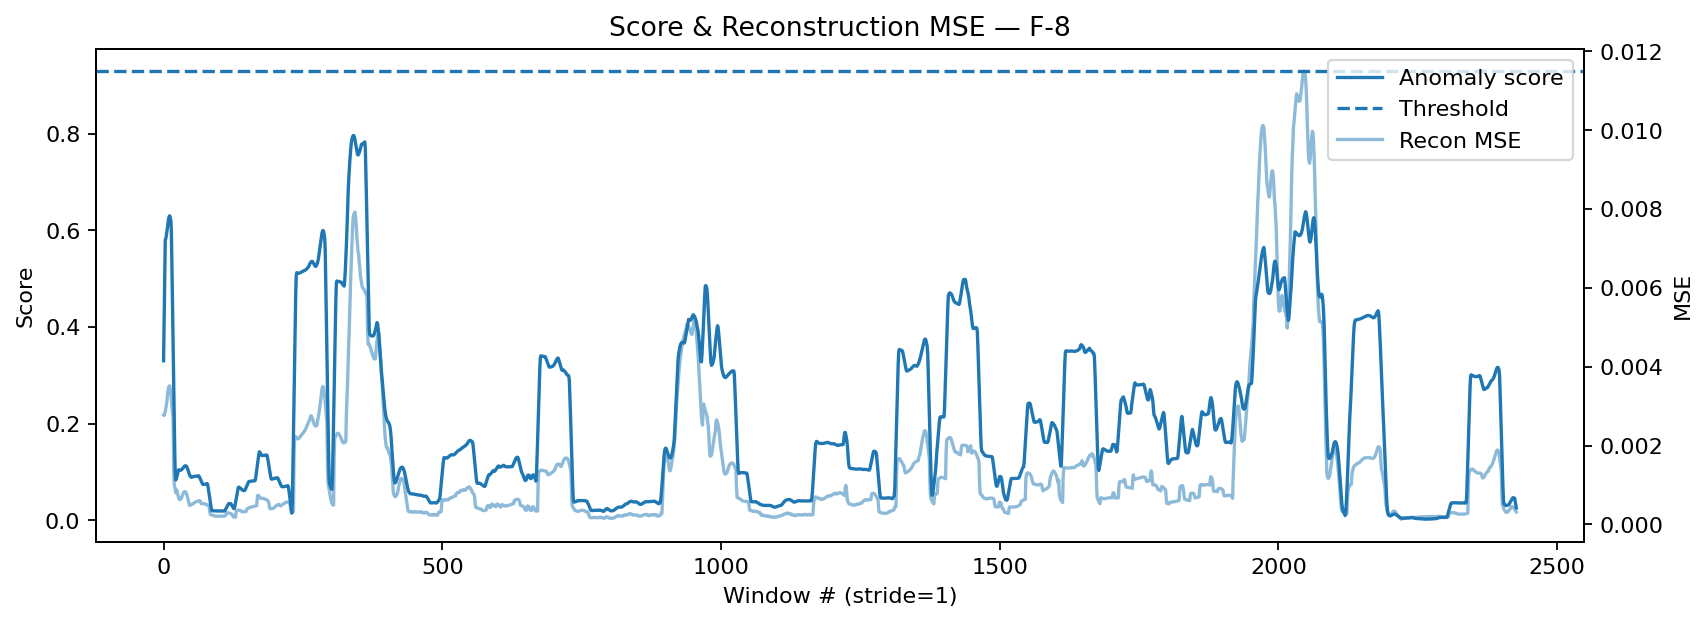 Score & Reconstruction MSE — F-8
Anomaly score
Threshold
Recon MSE
Score
0.8
0.6
0.4
0.2
0.0
0.012
0.010
0.008
0.006
0.004
0.002
0.000
MSE
0 500 1000 1500 2000 2500
Window # (stride=1)